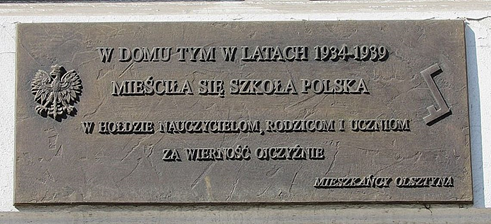 W DOMU TYM W LATACH 1934-1939
MIEŚCIŁA SIĘ SZKOŁA POLSKA
W HOŁDZIE NAUCZYCIELOM, RODZICOM I UCZNIOM
ZA WIERNOŚĆ OJCZYŹNIE
MIESZKAŃCY OLSZTYNA